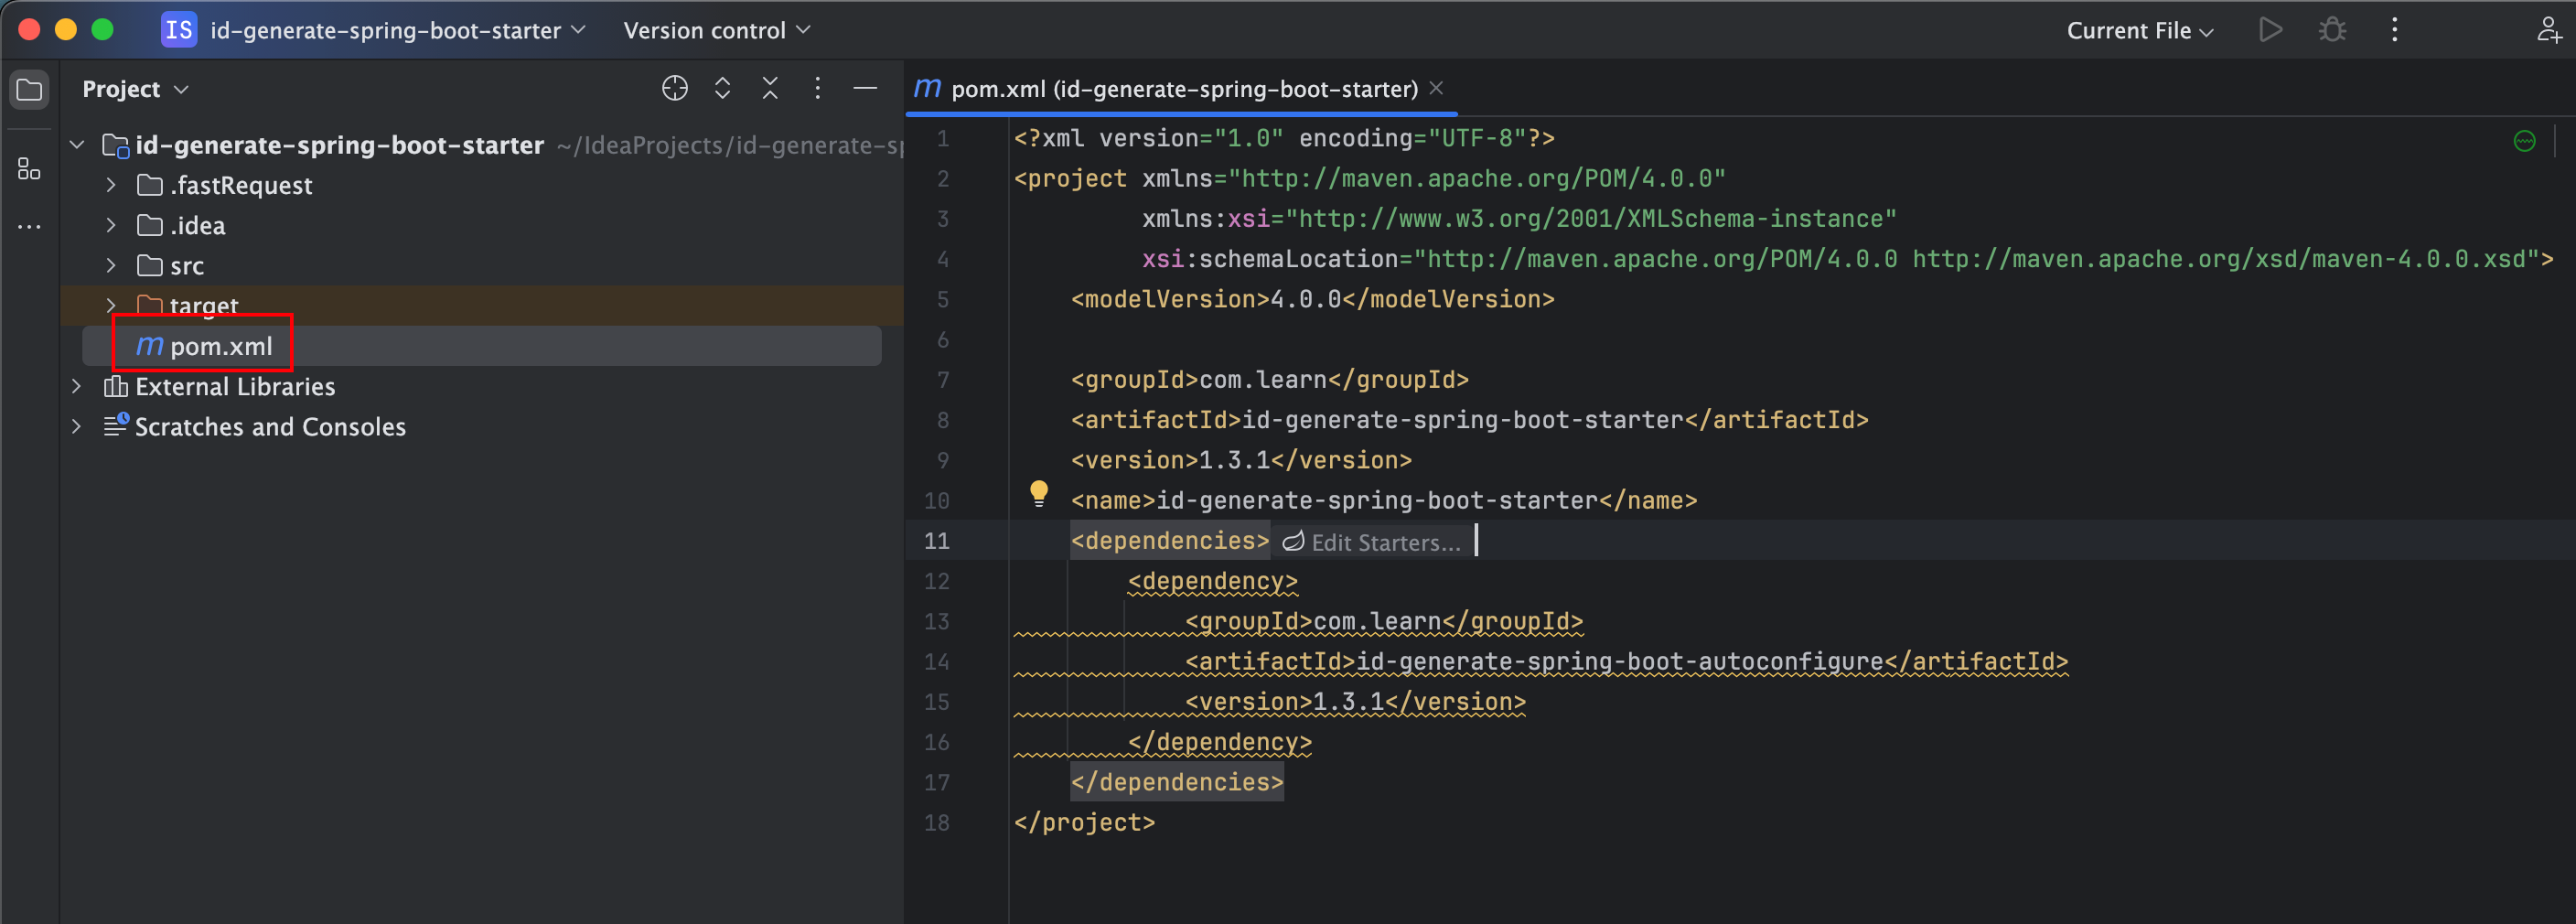 IS id-generate-spring-boot-starter Version control Current File
Project
id-generate-spring-boot-starter ~/IdeaProjects/id-generate-s
.fastRequest
.idea
src
target
pom.xml
External Libraries
Scratches and Consoles
pom.xml (id-generate-spring-boot-starter)
1 <?xml version="1.0" encoding="UTF-8"?>
2 <project xmlns="http://maven.apache.org/POM/4.0.0"
3 xmlns:xsi="http://www.w3.org/2001/XMLSchema-instance"
4 xsi:schemaLocation="http://maven.apache.org/POM/4.0.0 http://maven.apache.org/xsd/maven-4.0.0.xsd">
5 <modelVersion>4.0.0</modelVersion>
6
7 <groupId>com.learn</groupId>
8 <artifactId>id-generate-spring-boot-starter</artifactId>
9 <version>1.3.1</version>
10 <name>id-generate-spring-boot-starter</name>
11 <dependencies> Edit Starters...
12 <dependency>
13 <groupId>com.learn</groupId>
14 <artifactId>id-generate-spring-boot-autoconfigure</artifactId>
15 <version>1.3.1</version>
16 </dependency>
17 </dependencies>
18 </project>